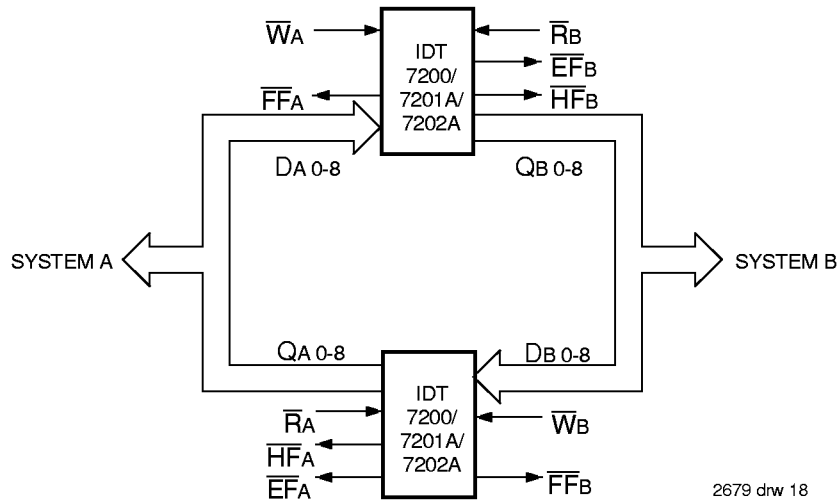 W̅A
IDT
7200/
7201A/
7202A
R̅B
E̅F̅B
F̅F̅A
H̅F̅B
DA 0-8
QB 0-8
SYSTEM A
SYSTEM B
QA 0-8
DB 0-8
IDT
7200/
7201A/
7202A
R̅A
W̅B
H̅F̅A
E̅F̅A
F̅F̅B
2679 drw 18